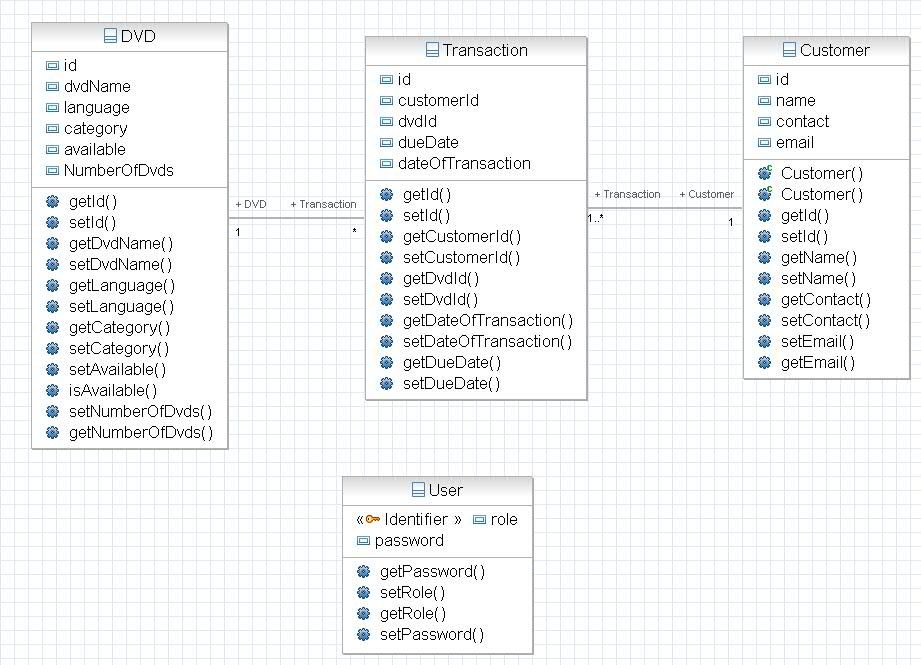 DVD
id
dvdName
language
category
available
NumberOfDvds
getId()
setId()
getDvdName()
setDvdName()
getLanguage()
setLanguage()
getCategory()
setCategory()
setAvailable()
isAvailable()
setNumberOfDvds()
getNumberOfDvds()
+ DVD + Transaction
1 *
Transaction
id
customerId
dvdId
dueDate
dateOfTransaction
getId()
setId()
getCustomerId()
setCustomerId()
getDvdId()
setDvdId()
getDateOfTransaction()
setDateOfTransaction()
getDueDate()
setDueDate()
+ Transaction + Customer
1..* 1
Customer
id
name
contact
email
Customer()
Customer()
getId()
setId()
getName()
setName()
getContact()
setContact()
setEmail()
getEmail()
User
« Identifier » role
password
getPassword()
setRole()
getRole()
setPassword()